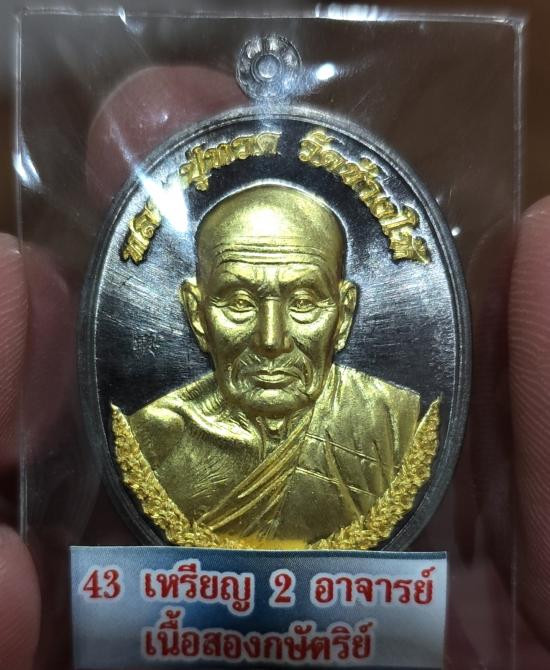 หลวงปู่ทวด วัดช้างให้
43 เหรียญ 2 อาจารย์
เนื้อสองกษัตริย์